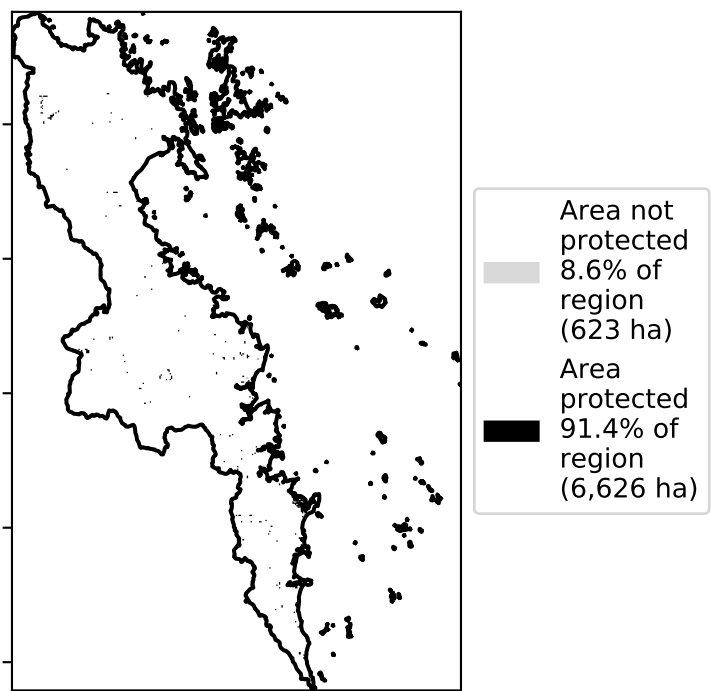 Area not
protected
8.6% of
region
(623 ha)
Area
protected
91.4% of
region
(6,626 ha)